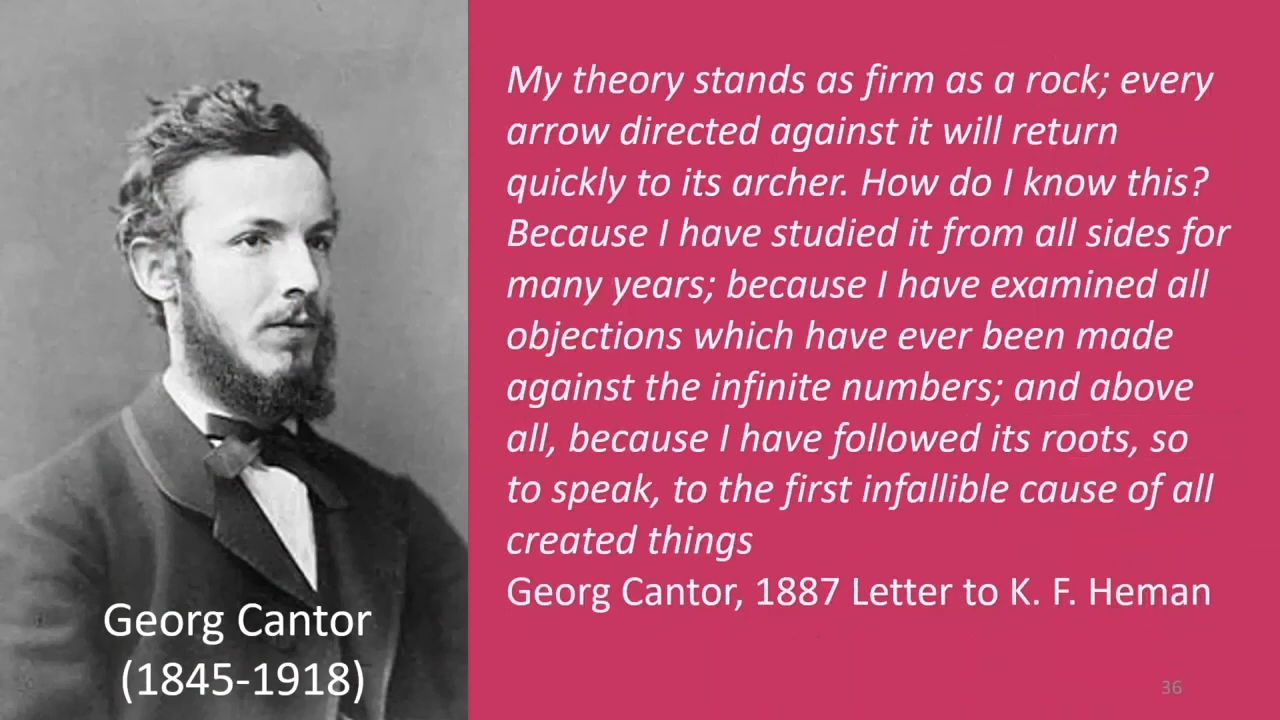 My theory stands as firm as a rock; every
arrow directed against it will return
quickly to its archer. How do I know this?
Because I have studied it from all sides for
many years; because I have examined all
objections which have ever been made
against the infinite numbers; and above
all, because I have followed its roots, so
to speak, to the first infallible cause of all
created things
Georg Cantor, 1887 Letter to K. F. Heman
Georg Cantor
(1845-1918)
36